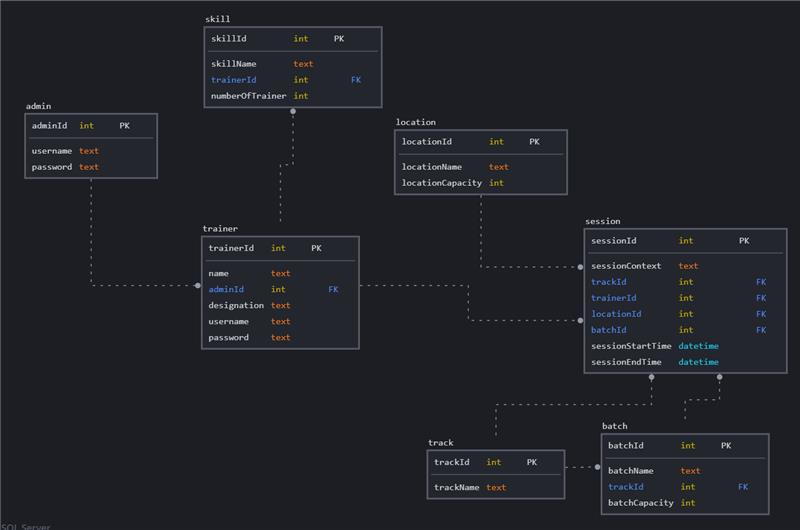 skill
skillId int PK
skillName text
trainerId int FK
numberOfTrainer int
admin
adminId int PK
username text
password text
location
locationId int PK
locationName text
locationCapacity int
trainer
trainerId int PK
name text
adminId int FK
designation text
username text
password text
session
sessionId int PK
sessionContext text
trackId int FK
trainerId int FK
locationId int FK
batchId int FK
sessionStartTime datetime
sessionEndTime datetime
track
trackId int PK
trackName text
batch
batchId int PK
batchName text
trackId int FK
batchCapacity int
SQL Server